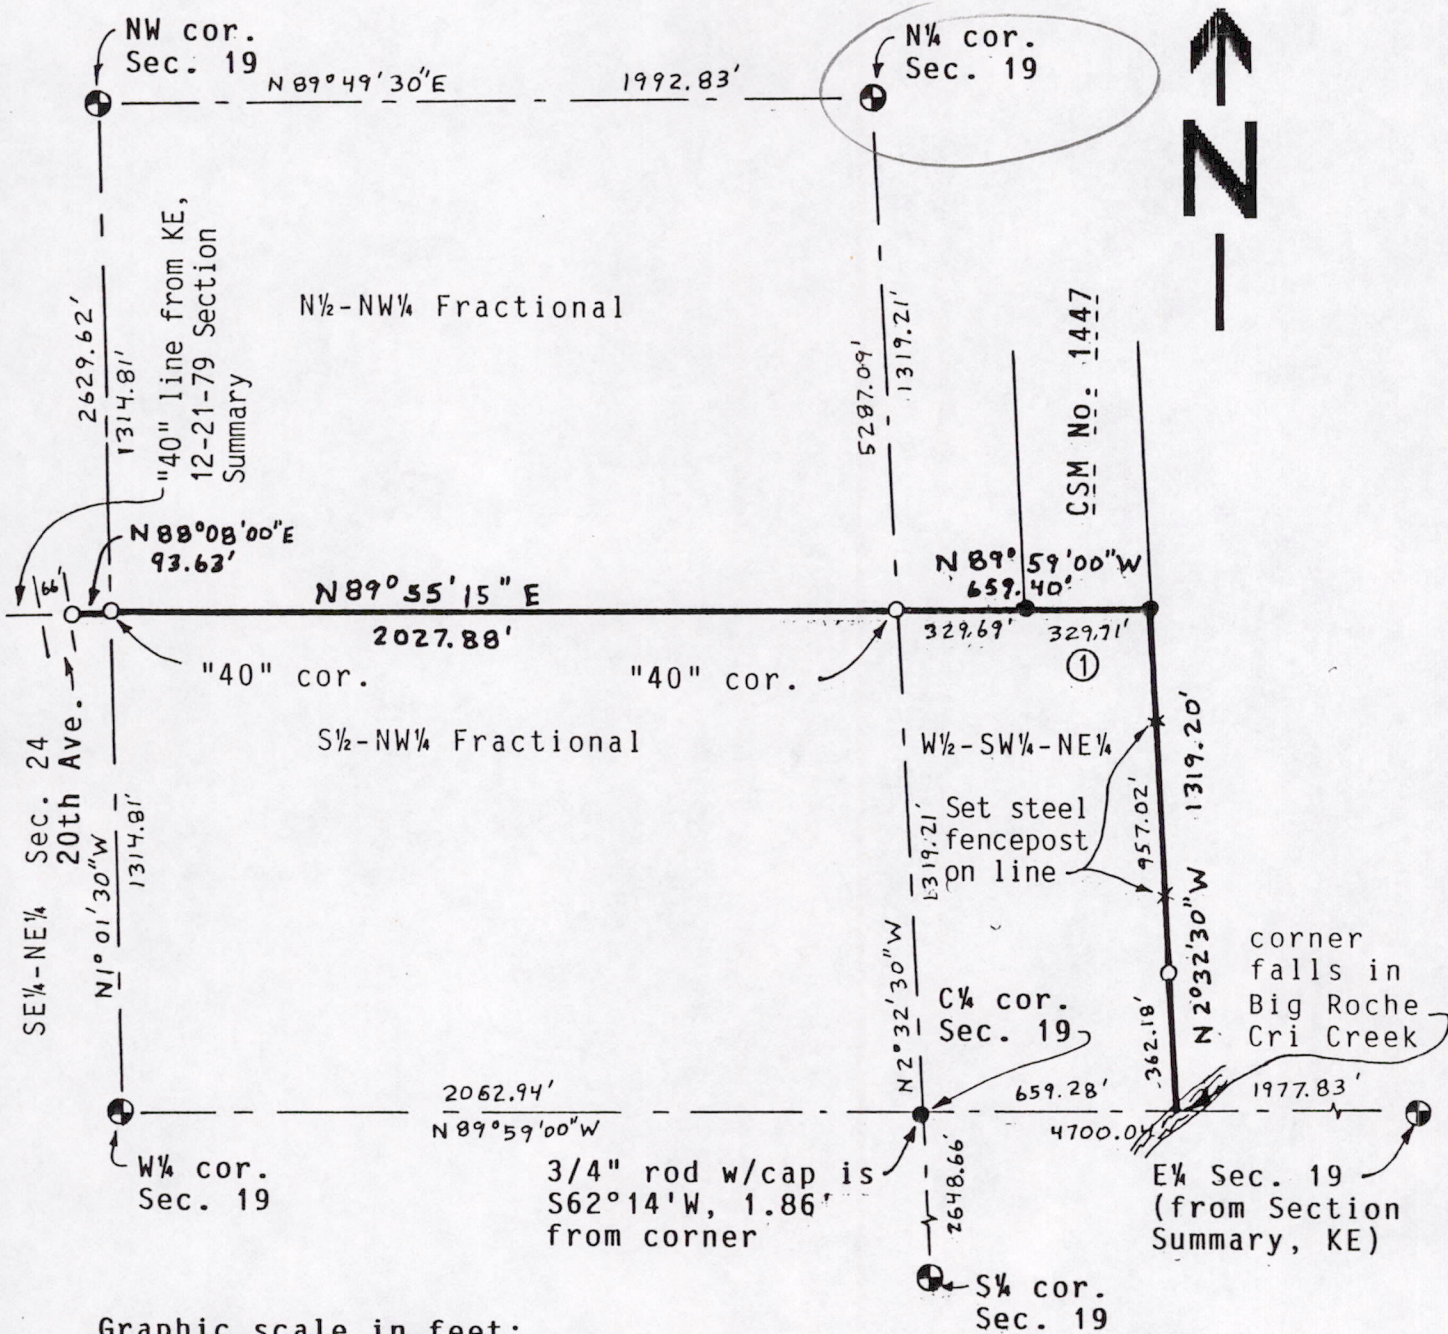 NW cor.
Sec. 19
N 89° 49' 30" E
1992.83'
N¼ cor.
Sec. 19
N
2629.62'
1314.81'
"40" line from KE,
12-21-79 Section
Summary
N½-NW¼ Fractional
5287.09'
1319.21'
CSM No. 1447
N 88° 08' 00" E
93.63'
66'
N 89° 55' 15" E
2027.88'
N 89° 59' 00" W
659.40'
329.69'
329.71'
1
"40" cor.
"40" cor.
S½-NW¼ Fractional
W½-SW¼-NE¼
SE¼-NE¼ Sec. 24
20th Ave.
N 1° 01' 30" W
1314.81'
Set steel
fencepost
on line
1319.21'
N 2° 32' 30" W
957.02'
1319.20'
N 2° 32' 30" W
362.18'
corner
falls in
Big Roche
Cri Creek
C¼ cor.
Sec. 19
2062.94'
N 89° 59' 00" W
659.28'
1977.83'
W¼ cor.
Sec. 19
3/4" rod w/cap is
S62°14'W, 1.86'
from corner
2648.66'
E¼ Sec. 19
(from Section
Summary, KE)
S¼ cor.
Sec. 19
Graphic scale in feet: